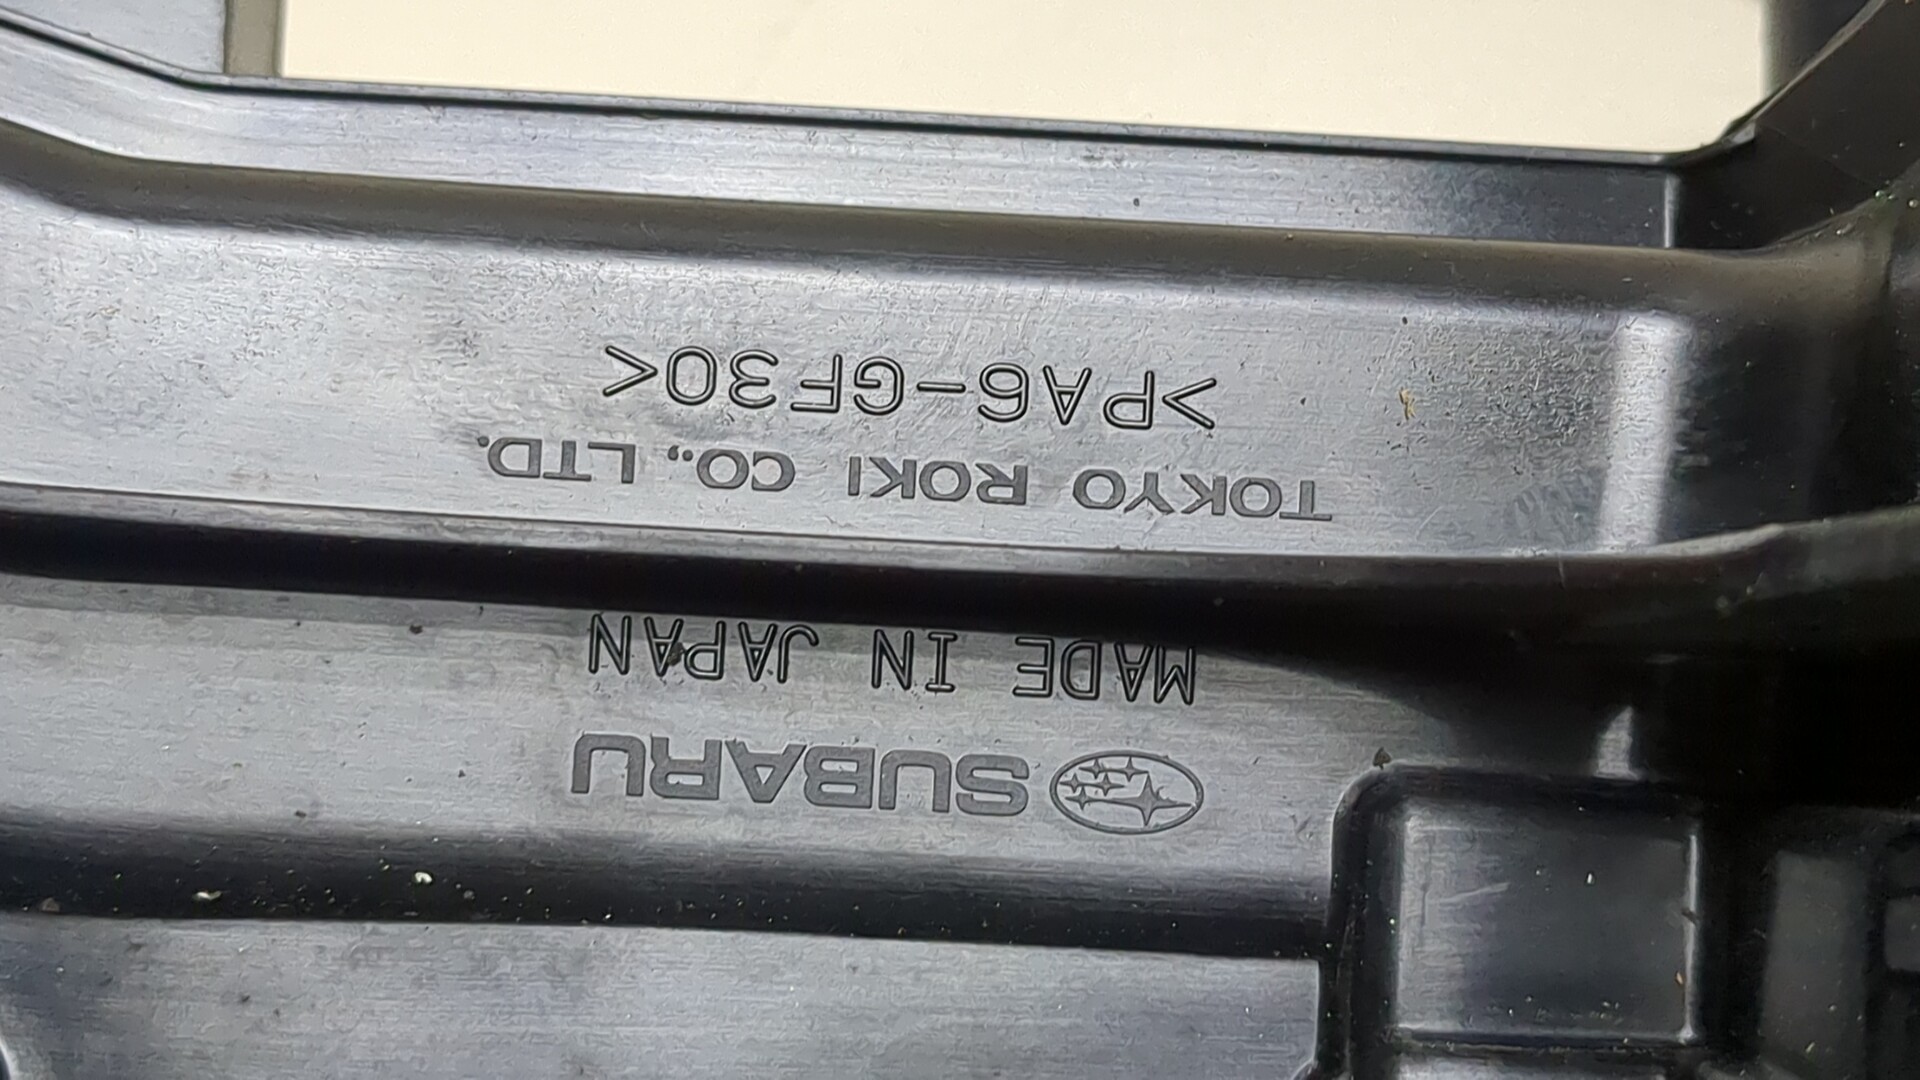 SUBARU
MADE IN JAPAN
TOKYO ROKI CO., LTD.
>PA6-GF30<